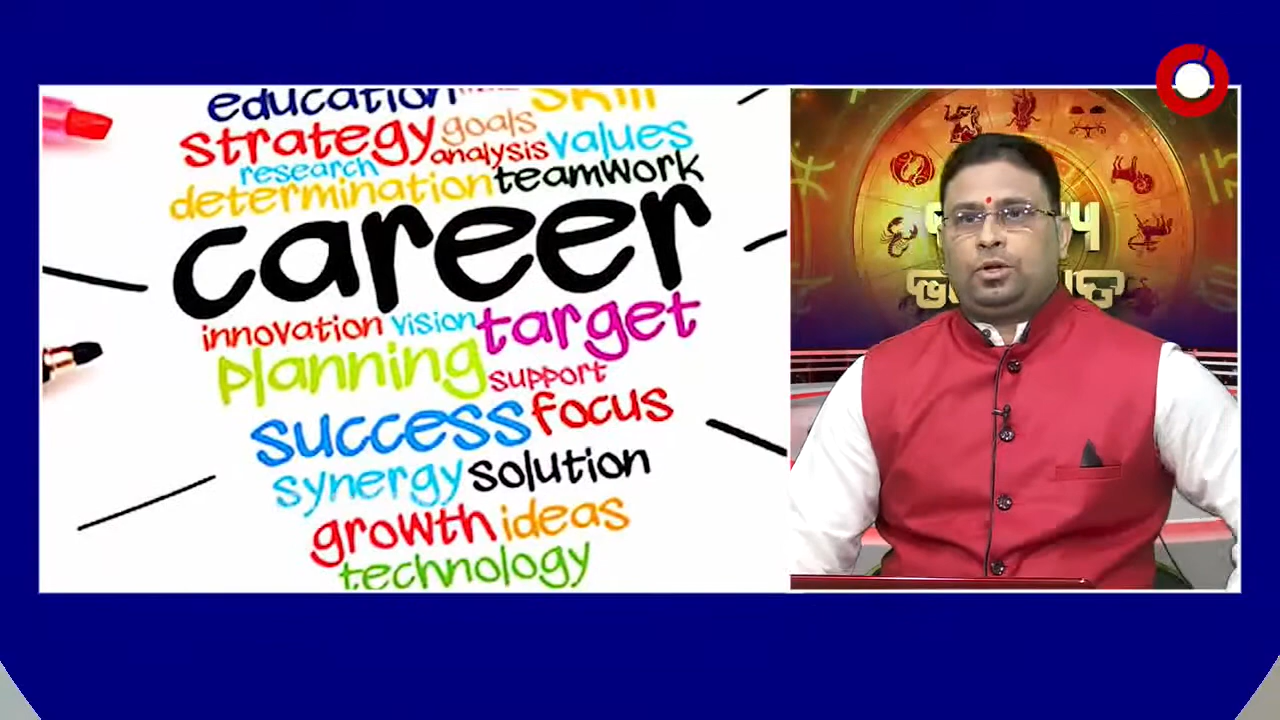 education skill
strategy goals
research analysis values
determination teamwork
career
innovation vision target
planning support
success focus
synergy solution
growth ideas
technology